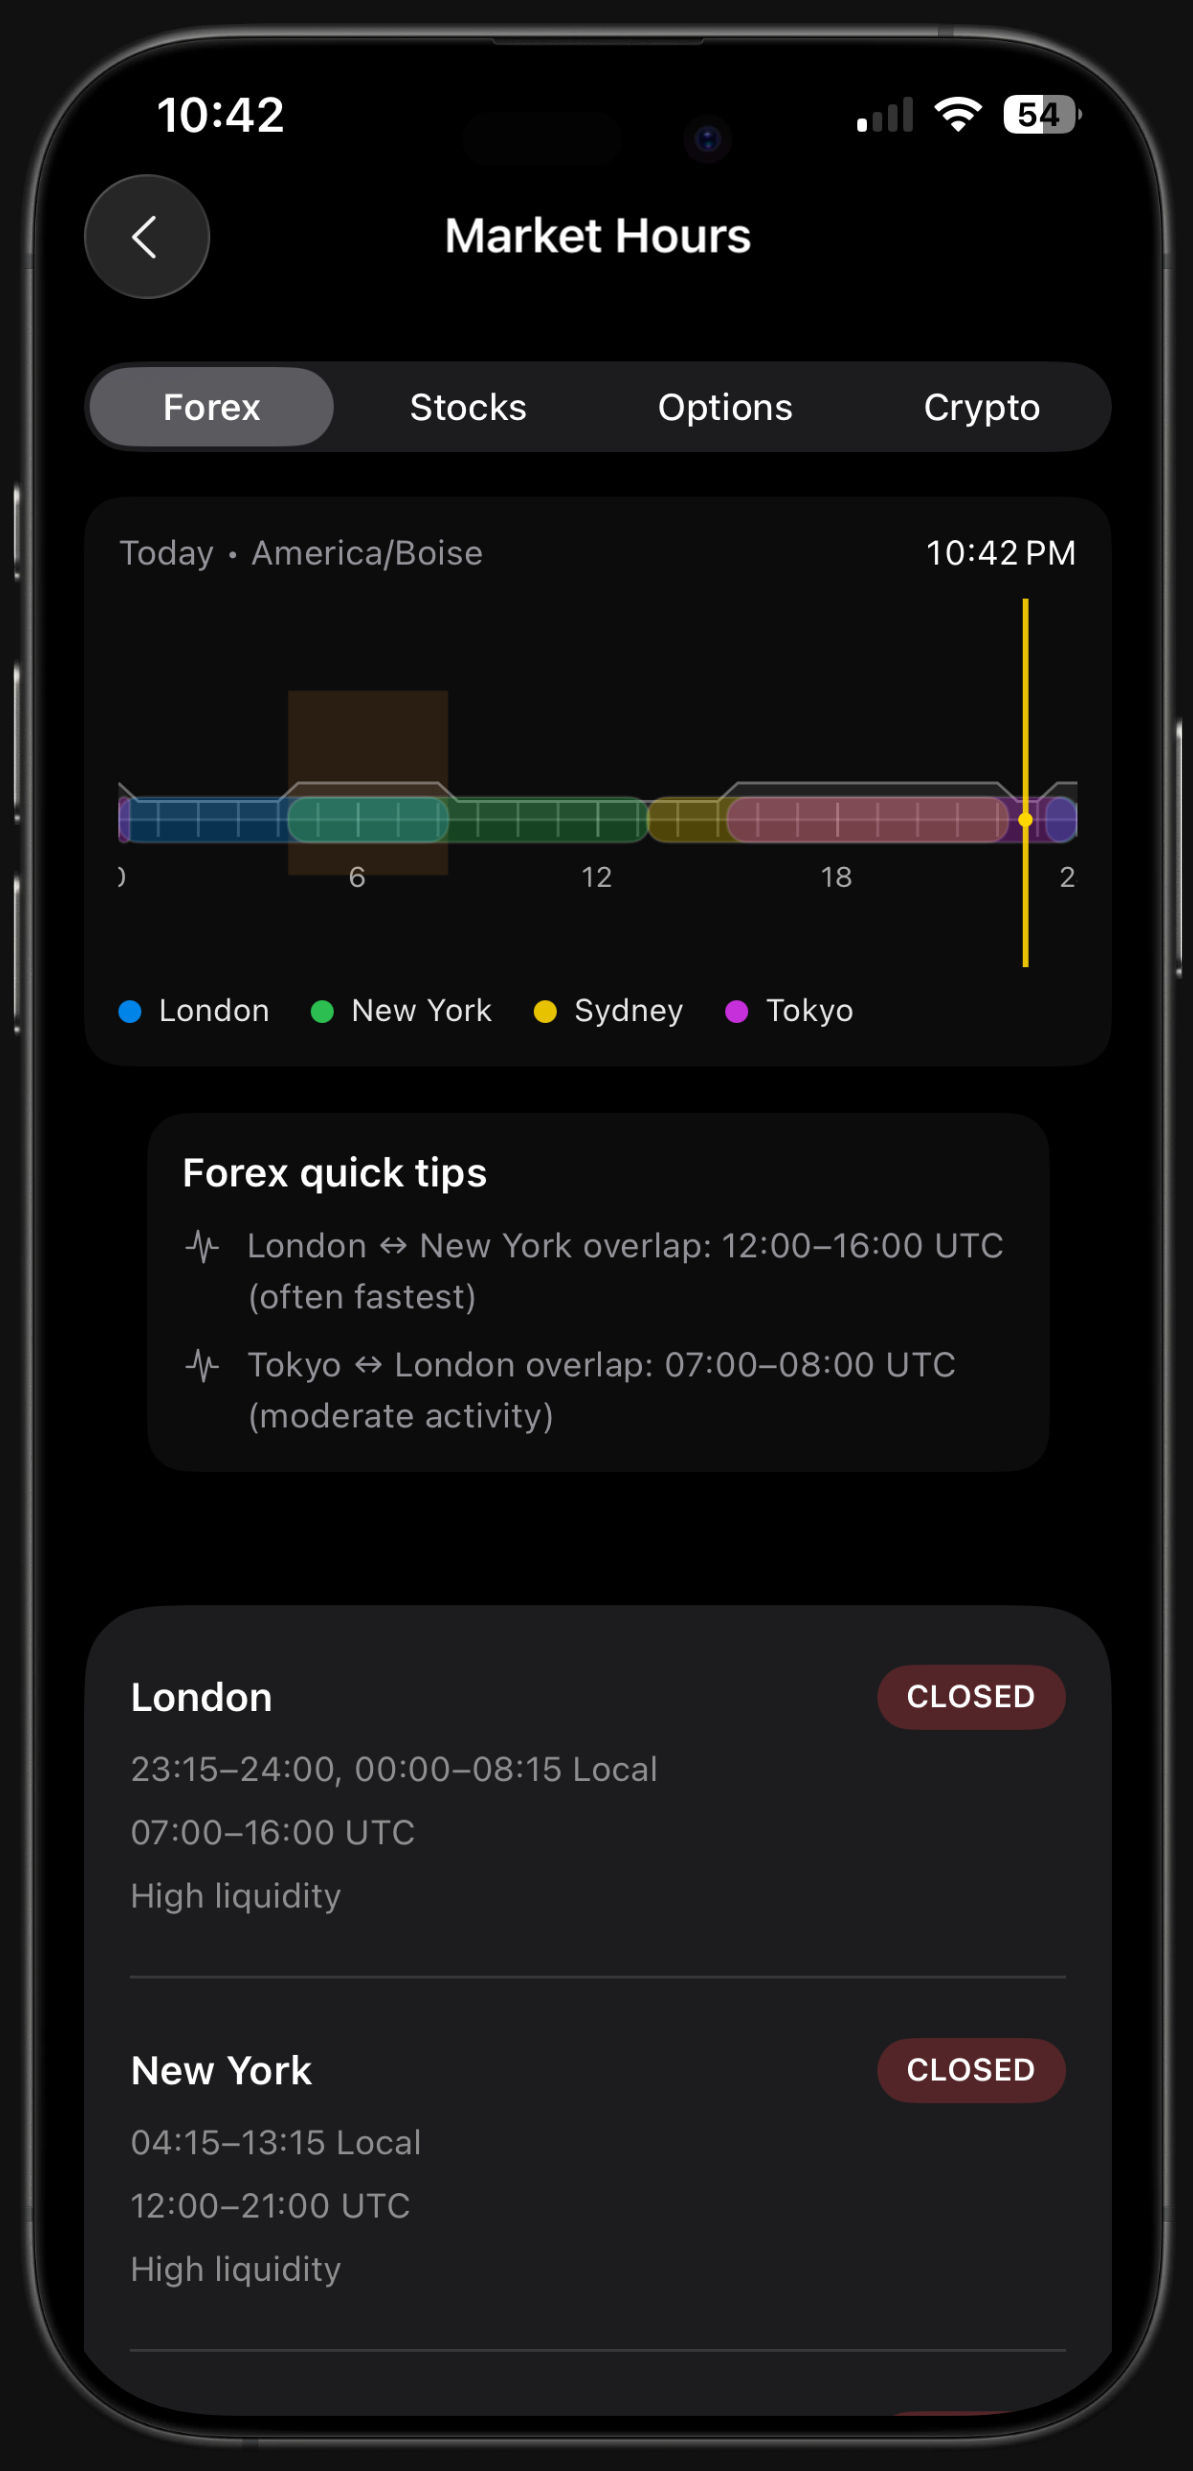 10:42
54
Market Hours
Forex Stocks Options Crypto
Today • America/Boise 10:42 PM
6 12 18 2
London New York Sydney Tokyo
Forex quick tips
London ↔ New York overlap: 12:00–16:00 UTC
(often fastest)
Tokyo ↔ London overlap: 07:00–08:00 UTC
(moderate activity)
London CLOSED
23:15–24:00, 00:00–08:15 Local
07:00–16:00 UTC
High liquidity
New York CLOSED
04:15–13:15 Local
12:00–21:00 UTC
High liquidity